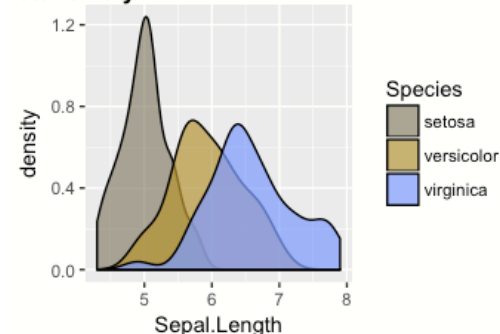 1.2
0.8
0.4
0.0
density
5 6 7 8
Sepal.Length
Species
setosa
versicolor
virginica